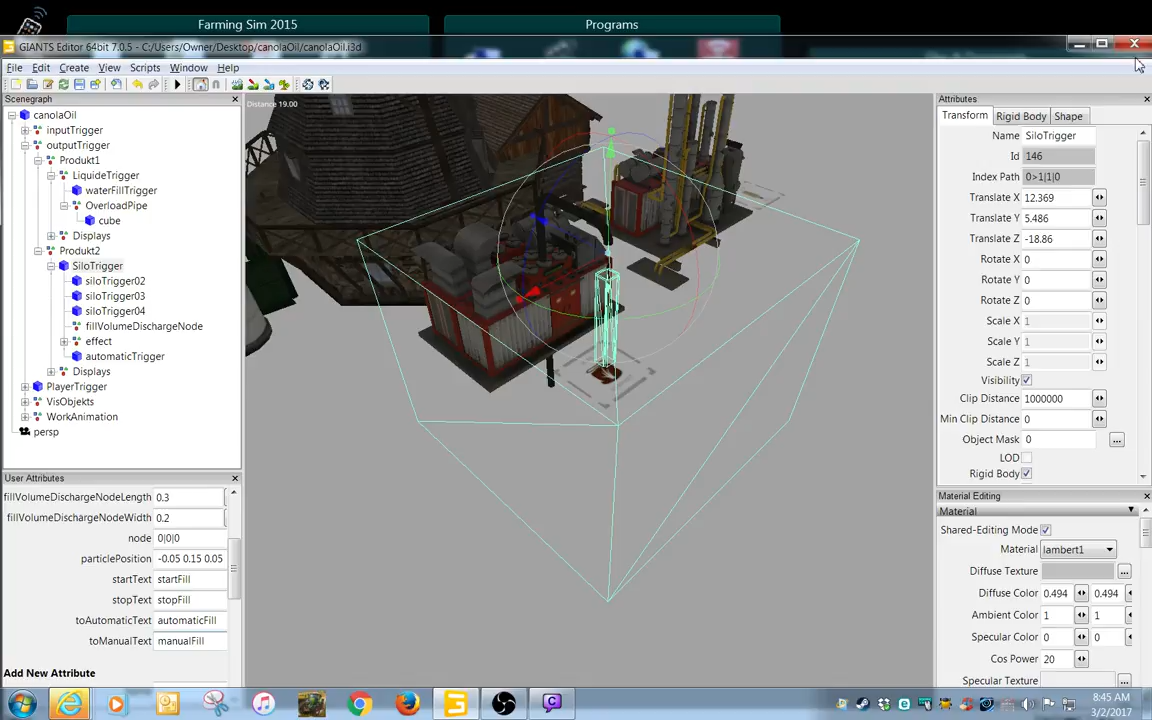 Farming Sim 2015
Programs
GIANTS Editor 64bit 7.0.5 - C:/Users/Owner/Desktop/canolaOil/canolaOil.i3d
File Edit Create View Scripts Window Help
Scenegraph
canolaOil
inputTrigger
outputTrigger
Produkt1
LiquideTrigger
waterFillTrigger
OverloadPipe
cube
Displays
Produkt2
SiloTrigger
siloTrigger02
siloTrigger03
siloTrigger04
fillVolumeDischargeNode
effect
automaticTrigger
Displays
PlayerTrigger
VisObjekts
WorkAnimation
persp
User Attributes
fillVolumeDischargeNodeLength 0.3
fillVolumeDischargeNodeWidth 0.2
node 0|0|0
particlePosition -0.05 0.15 0.05
startText startFill
stopText stopFill
toAutomaticText automaticFill
toManualText manualFill
Add New Attribute
Distance 19.00
Attributes
Transform Rigid Body Shape
Name SiloTrigger
Id 146
Index Path 0>1|1|0
Translate X 12.369
Translate Y 5.486
Translate Z -18.86
Rotate X 0
Rotate Y 0
Rotate Z 0
Scale X 1
Scale Y 1
Scale Z 1
Visibility
Clip Distance 1000000
Min Clip Distance 0
Object Mask 0 ...
LOD
Rigid Body
Material Editing
Material
Shared-Editing Mode
Material lambert1
Diffuse Texture ...
Diffuse Color 0.494 0.494
Ambient Color 1 1
Specular Color 0 0
Cos Power 20
Specular Texture ...
8:45 AM
3/2/2017